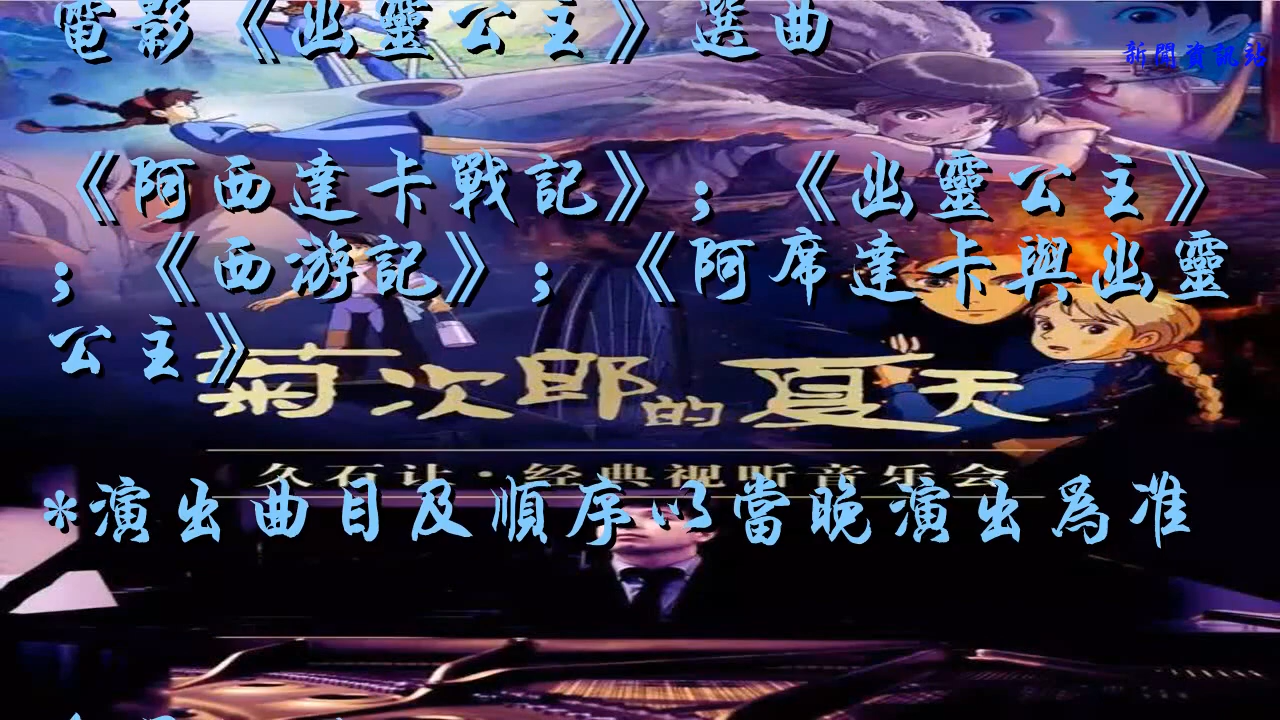 電影《幽靈公主》選曲
新聞資訊站
《阿西達卡戰記》；《幽靈公主》
；《西游記》；《阿席達卡與幽靈
公主》
菊次郎的夏天
久石让·经典视听音乐会
*演出曲目及順序以當晚演出為准